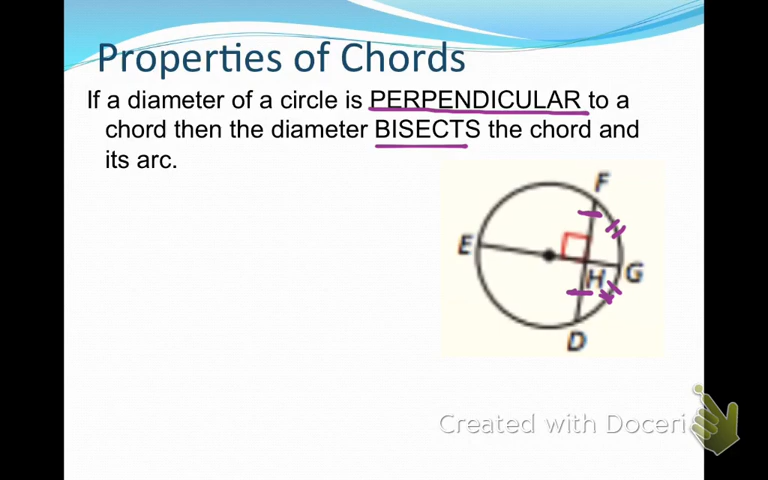 Properties of Chords
If a diameter of a circle is PERPENDICULAR to a
chord then the diameter BISECTS the chord and
its arc.
F
E
H G
D
Created with Doceri